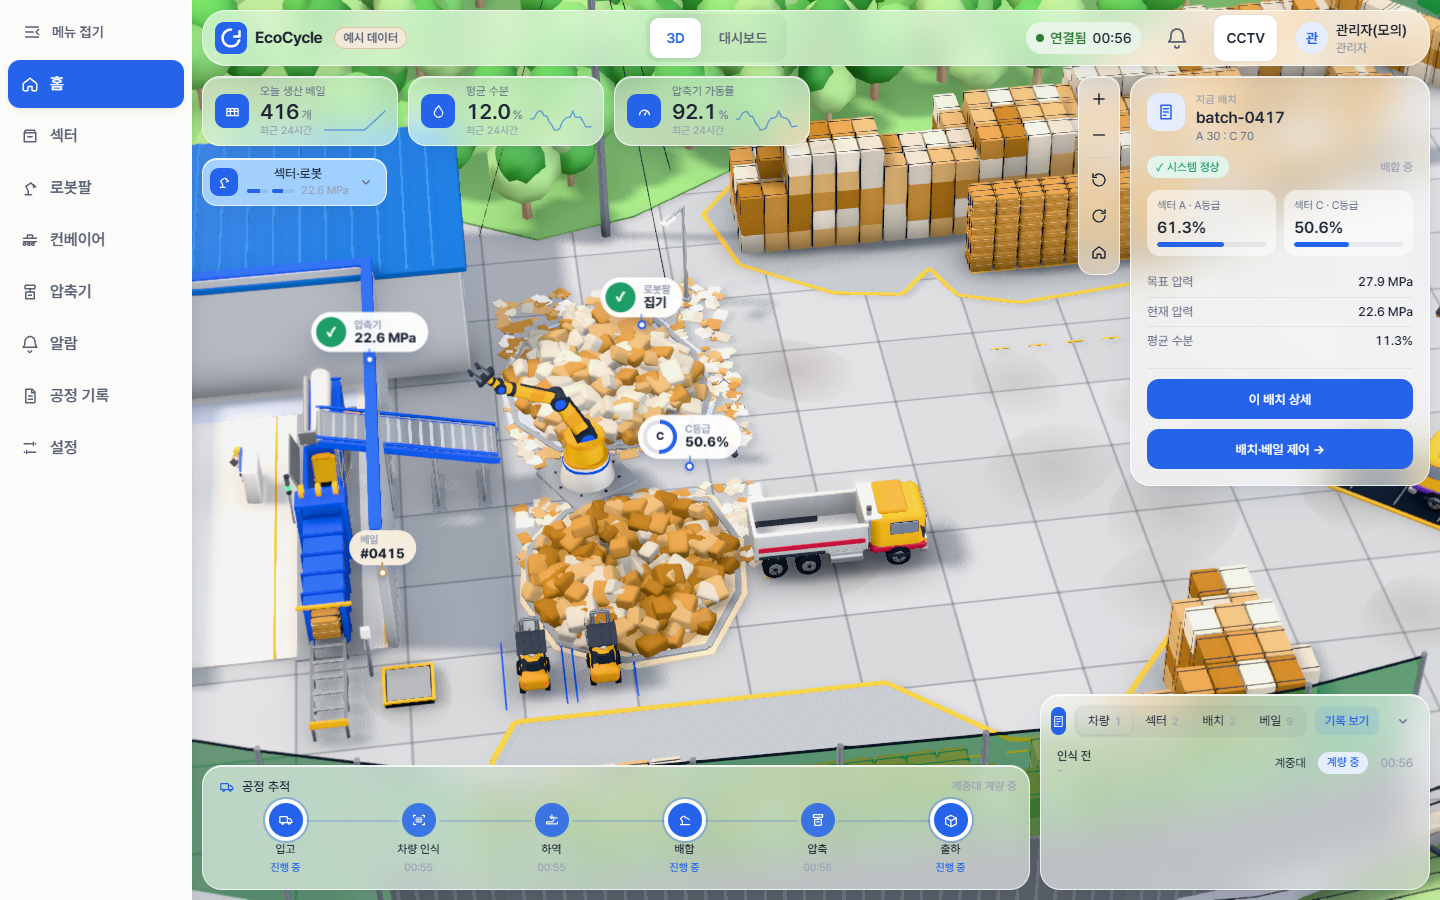 메뉴 접기
홈
섹터
로봇팔
컨베이어
압축기
알람
공정 기록
설정
EcoCycle
예시 데이터
3D
대시보드
연결됨 00:56
CCTV
관
관리자(모의)
관리자
오늘 생산 베일
416개
최근 24시간
평균 수분
12.0%
최근 24시간
압축기 가동률
92.1%
최근 24시간
섹터·로봇
22.6 MPa
지금 배치
batch-0417
A 30 : C 70
✓ 시스템 정상
배합 중
섹터 A · A등급
61.3%
섹터 C · C등급
50.6%
목표 압력
27.9 MPa
현재 압력
22.6 MPa
평균 수분
11.3%
이 배치 상세
배치·베일 제어 →
로봇팔
집기
압축기
22.6 MPa
C
C등급
50.6%
베일
#0415
공정 추적
계중대 계량 중
입고
진행 중
차량 인식
00:55
하역
00:55
배합
진행 중
압축
00:56
출하
진행 중
차량 1
섹터 2
배치 2
베일 9
기록 보기
인식 전
–
계중대
계량 중
00:56